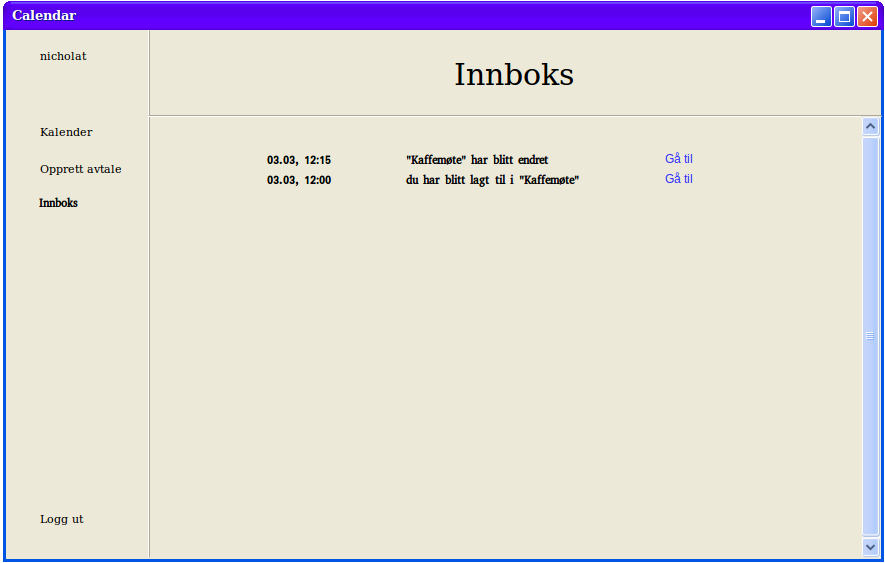 Calendar
nicholat
Innboks
Kalender
Opprett avtale
Innboks
03.03, 12:15 "Kaffemøte" har blitt endret Gå til
03.03, 12:00 du har blitt lagt til i "Kaffemøte" Gå til
Logg ut